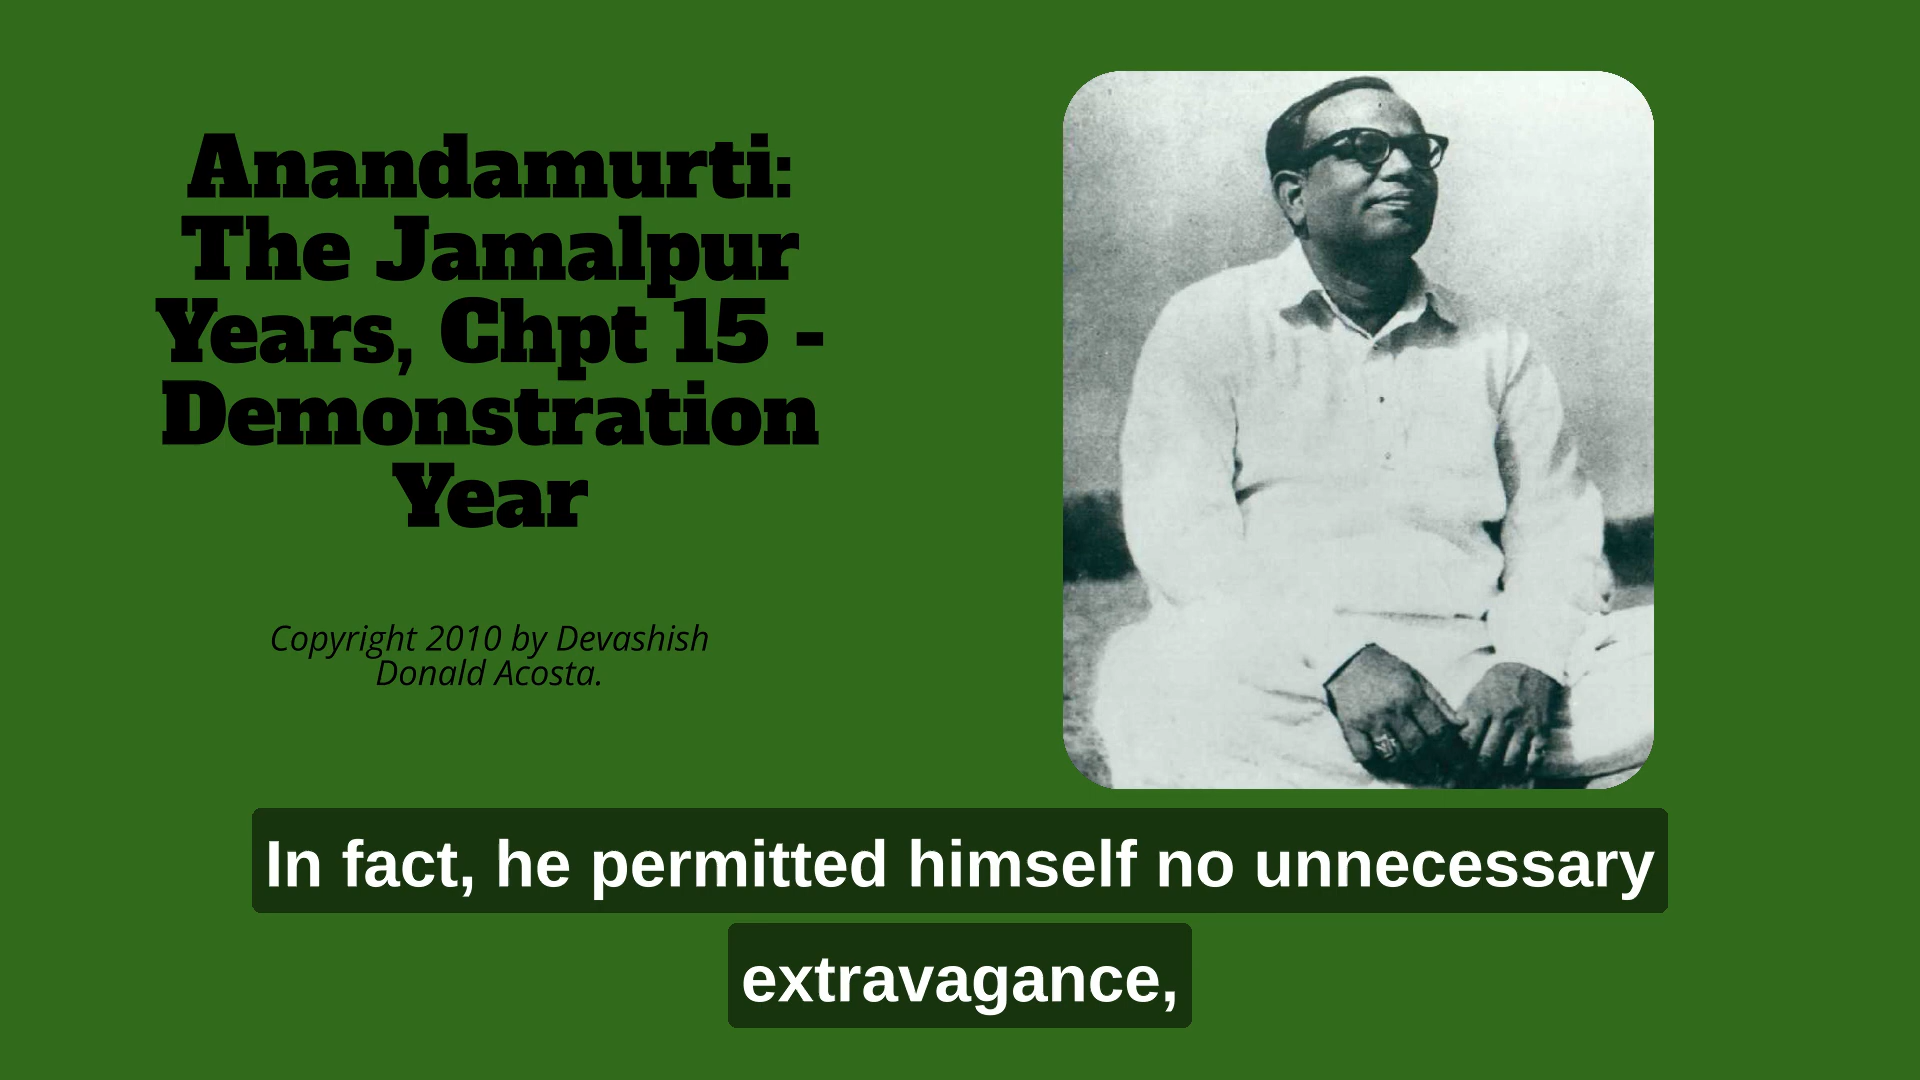 Anandamurti:
The Jamalpur
Years, Chpt 15 -
Demonstration
Year
Copyright 2010 by Devashish
Donald Acosta.
In fact, he permitted himself no unnecessary
extravagance,